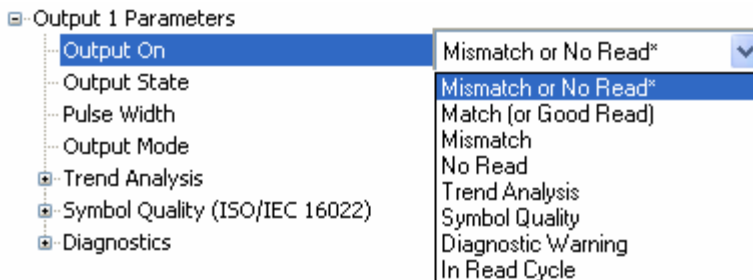 Output 1 Parameters
Output On
Mismatch or No Read*
Output State
Pulse Width
Output Mode
Trend Analysis
Symbol Quality (ISO/IEC 16022)
Diagnostics
Mismatch or No Read*
Match (or Good Read)
Mismatch
No Read
Trend Analysis
Symbol Quality
Diagnostic Warning
In Read Cycle